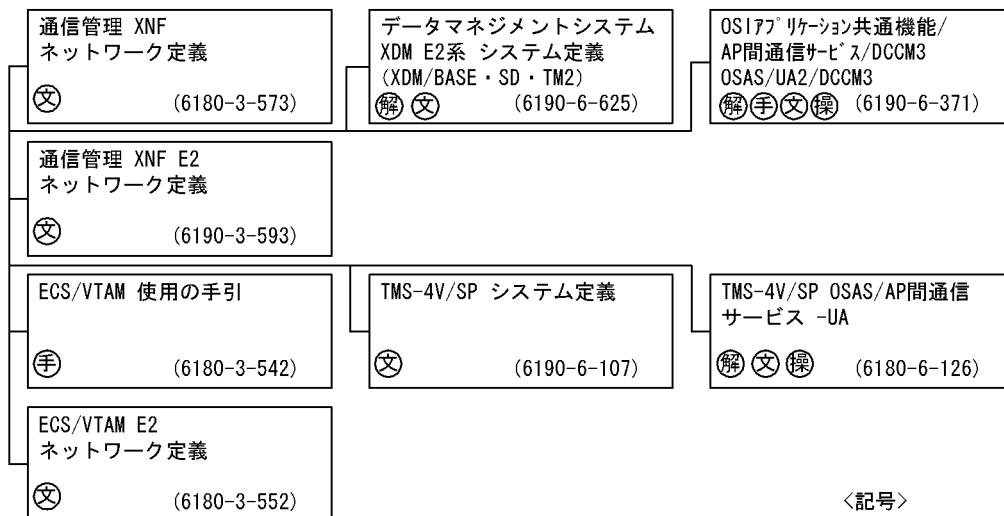 通信管理 XNF
ネットワーク定義
文 (6180-3-573)
データマネジメントシステム
XDM E2系 システム定義
(XDM/BASE・SD・TM2)
解 文 (6190-6-625)
OSIアプリケーション共通機能/
AP間通信サービス/DCCM3
OSAS/UA2/DCCM3
解 手 文 操 (6190-6-371)
通信管理 XNF E2
ネットワーク定義
文 (6190-3-593)
ECS/VTAM 使用の手引
手 (6180-3-542)
TMS-4V/SP システム定義
文 (6190-6-107)
TMS-4V/SP OSAS/AP間通信
サービス -UA
解 文 操 (6180-6-126)
ECS/VTAM E2
ネットワーク定義
文 (6180-3-552)
〈記号〉